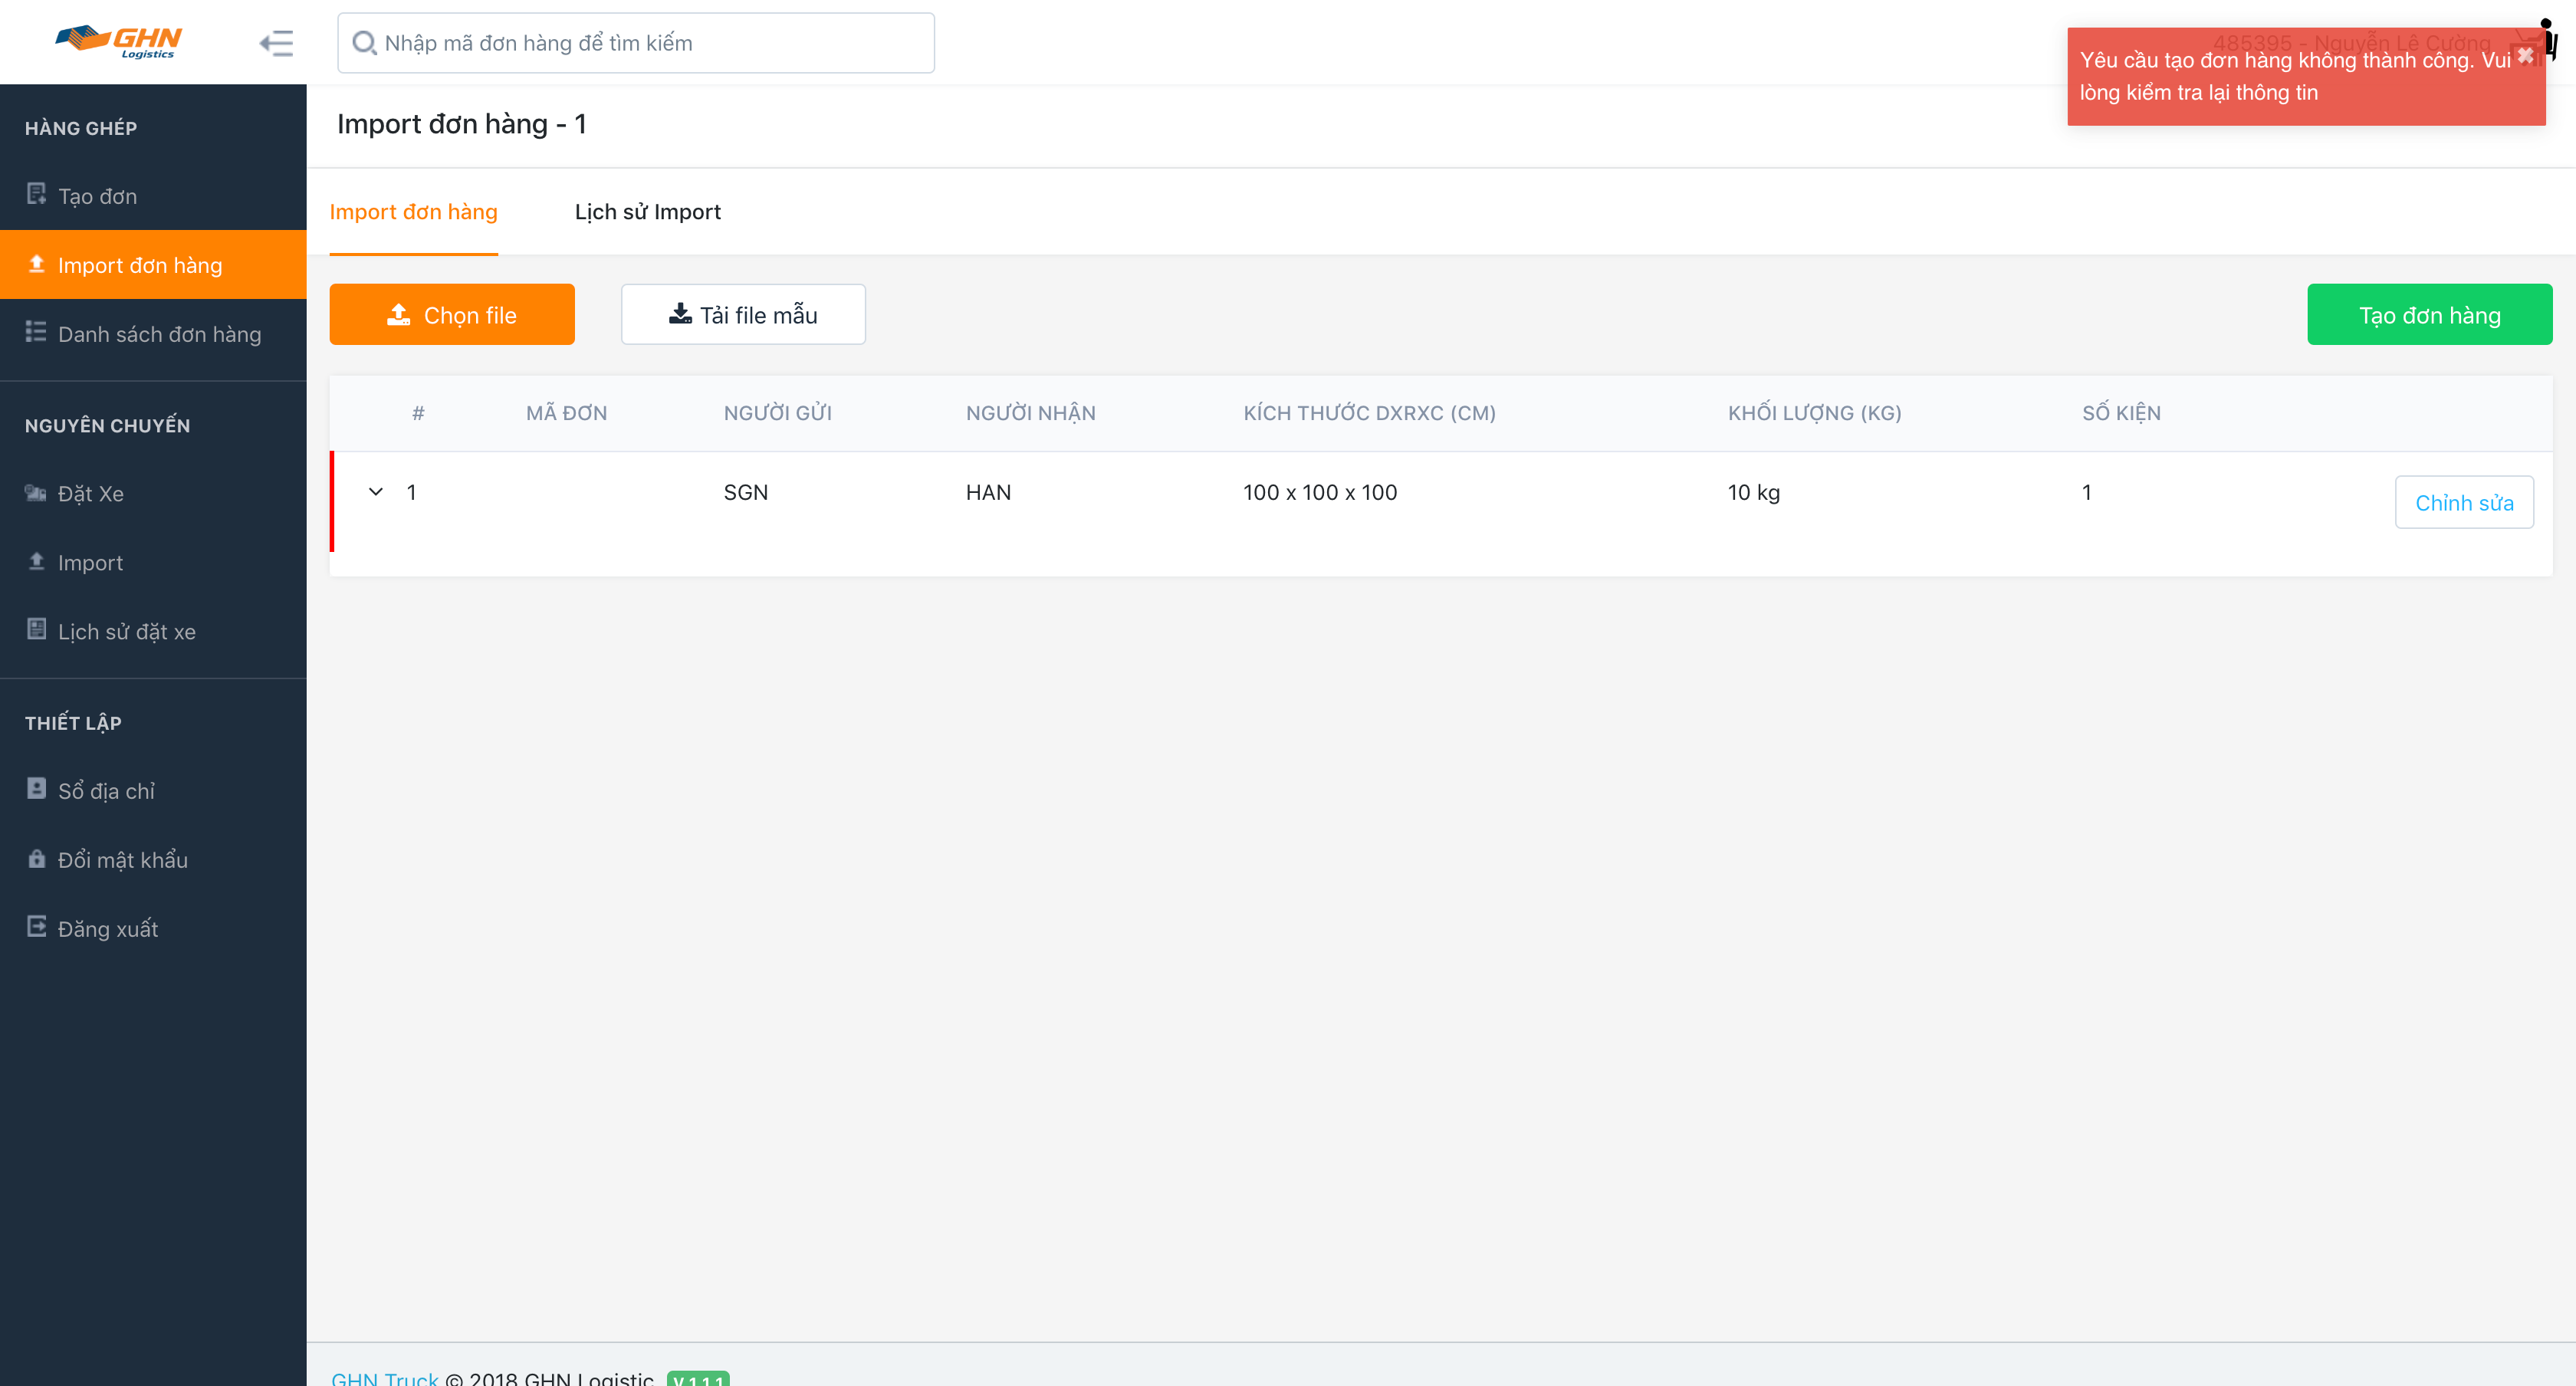 GHN
Logistics
Nhập mã đơn hàng để tìm kiếm
485395 - Nguyễn Lê Cường
Yêu cầu tạo đơn hàng không thành công. Vui
lòng kiểm tra lại thông tin
HÀNG GHÉP
Tạo đơn
Import đơn hàng
Danh sách đơn hàng
NGUYÊN CHUYẾN
Đặt Xe
Import
Lịch sử đặt xe
THIẾT LẬP
Sổ địa chỉ
Đổi mật khẩu
Đăng xuất
Import đơn hàng - 1
Import đơn hàng Lịch sử Import
Chọn file Tải file mẫu Tạo đơn hàng
# MÃ ĐƠN NGƯỜI GỬI NGƯỜI NHẬN KÍCH THƯỚC DXRXC (CM) KHỐI LƯỢNG (KG) SỐ KIỆN
1 SGN HAN 100 x 100 x 100 10 kg 1 Chỉnh sửa
GHN Truck © 2018 GHN Logistic V 1.1.1